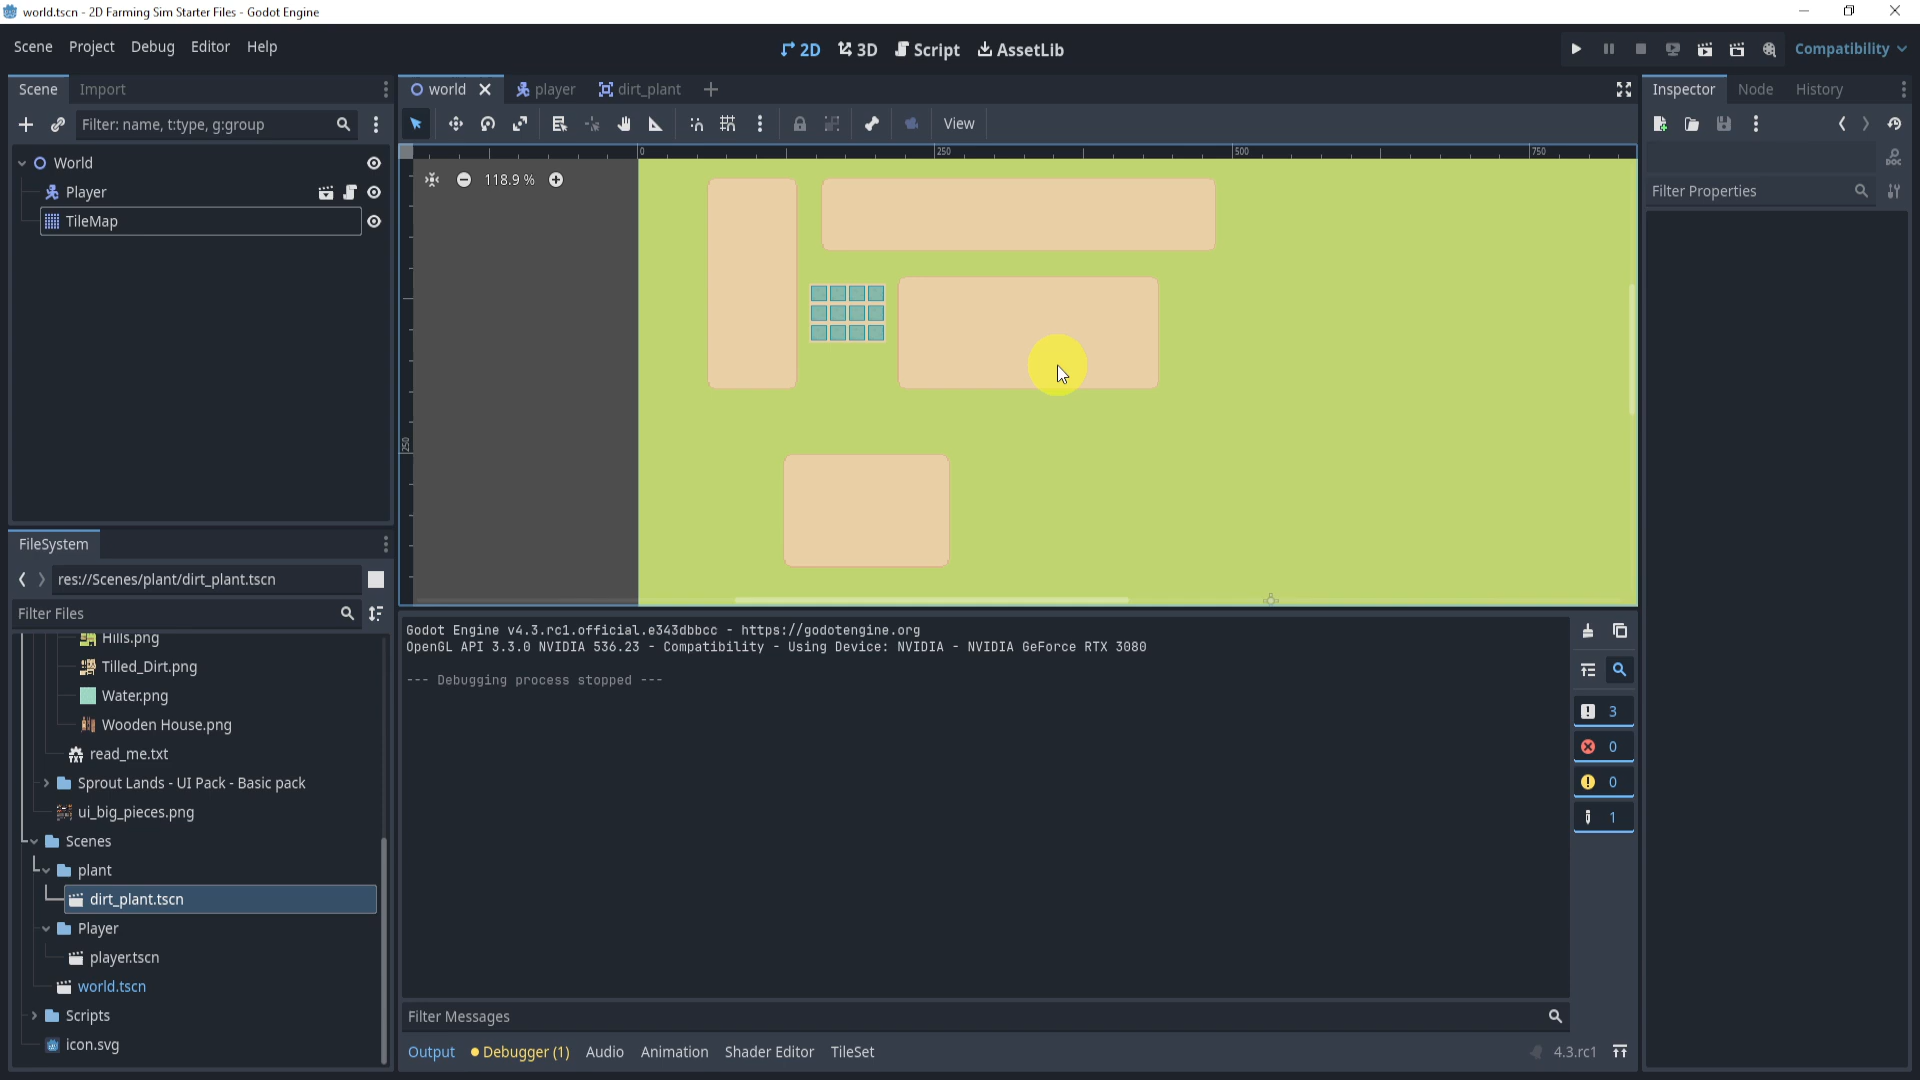 world.tscn - 2D Farming Sim Starter Files - Godot Engine
Scene Project Debug Editor Help
2D 3D Script AssetLib
Compatibility
Scene Import
world player dirt_plant
Inspector Node History
Filter: name, t:type, g:group
View
World
Player
TileMap
0 250 500 750
118.9 %
250
Filter Properties
FileSystem
res://Scenes/plant/dirt_plant.tscn
Filter Files
Hills.png
Tilled_Dirt.png
Water.png
Wooden House.png
read_me.txt
Sprout Lands - UI Pack - Basic pack
ui_big_pieces.png
Scenes
plant
dirt_plant.tscn
Player
player.tscn
world.tscn
Scripts
icon.svg
Godot Engine v4.3.rc1.official.e343dbbcc - https://godotengine.org
OpenGL API 3.3.0 NVIDIA 536.23 - Compatibility - Using Device: NVIDIA - NVIDIA GeForce RTX 3080
--- Debugging process stopped ---
3
0
0
1
Filter Messages
Output Debugger (1) Audio Animation Shader Editor TileSet
4.3.rc1